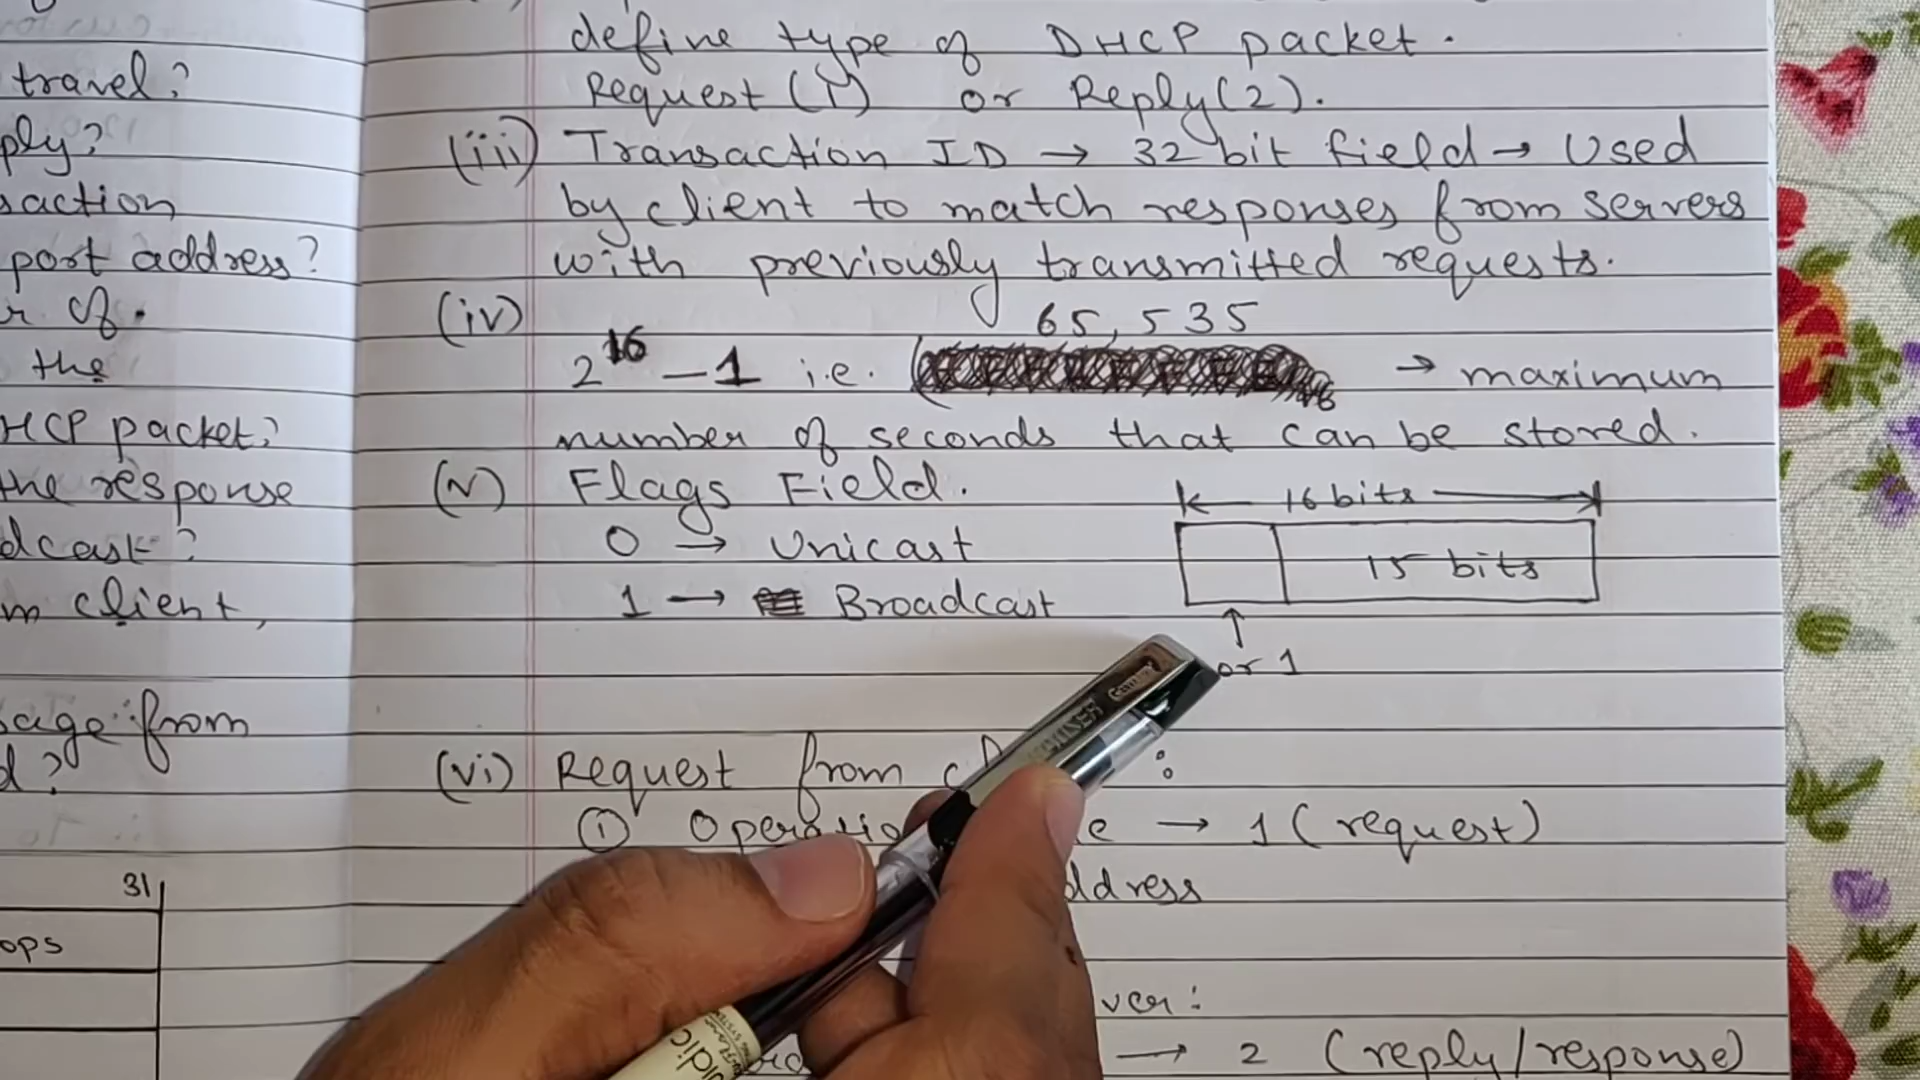 travel?
ply?
saction
port address?
r of
the
HCP packet?
the response
dcast?
m client,
sage from
d?
31
ops
define type of DHCP packet.
Request (1) or Reply (2).
(iii) Transaction ID → 32 bit field → Used
by client to match responses from servers
with previously transmitted requests.
(iv) 65,535
2^16 - 1 i.e. → maximum
number of seconds that can be stored.
(v) Flags Field.
0 → Unicast
1 → Broadcast
16 bits
15 bits
or 1
(vi) Request from :
① Operatio e → 1 (request)
ddress
ver:
→ 2 (reply/response)